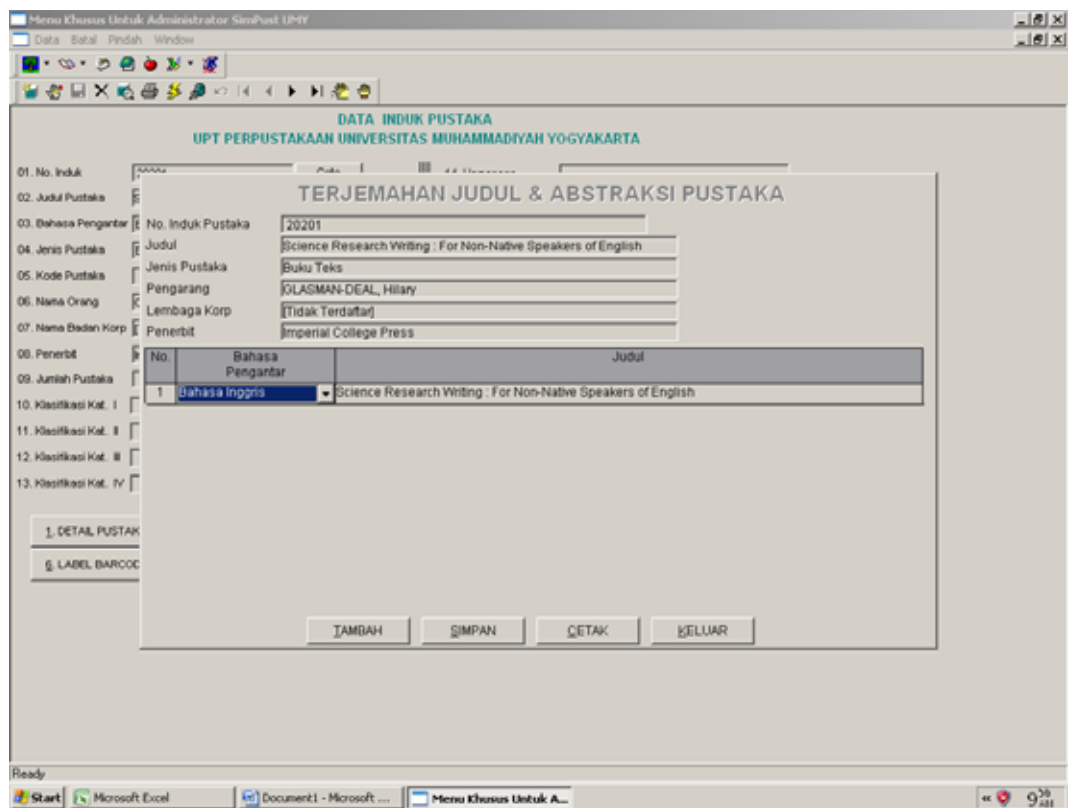 Menu Khusus Untuk Administrator SimPust UMY
Data Batal Pindah Window
DATA INDUK PUSTAKA
UPT PERPUSTAKAAN UNIVERSITAS MUHAMMADIYAH YOGYAKARTA
01. No. Induk
02. Judul Pustaka
03. Bahasa Pengantar
04. Jenis Pustaka
05. Kode Pustaka
06. Nama Orang
07. Nama Badan Korp
08. Penerbit
09. Jumlah Pustaka
10. Klasifikasi Kat. I
11. Klasifikasi Kat. II
12. Klasifikasi Kat. III
13. Klasifikasi Kat. IV
1. DETAIL PUSTAK
6. LABEL BARCOD
TERJEMAHAN JUDUL & ABSTRAKSI PUSTAKA
No. Induk Pustaka 20201
Judul Science Research Writing : For Non-Native Speakers of English
Jenis Pustaka Buku Teks
Pengarang GLASMAN-DEAL, Hilary
Lembaga Korp [Tidak Terdaftar]
Penerbit Imperial College Press
No. Bahasa Pengantar Judul
1 Bahasa Inggris Science Research Writing : For Non-Native Speakers of English
TAMBAH SIMPAN CETAK KELUAR
Ready
Start Microsoft Excel Document1 - Microsoft ... Menu Khusus Untuk A...